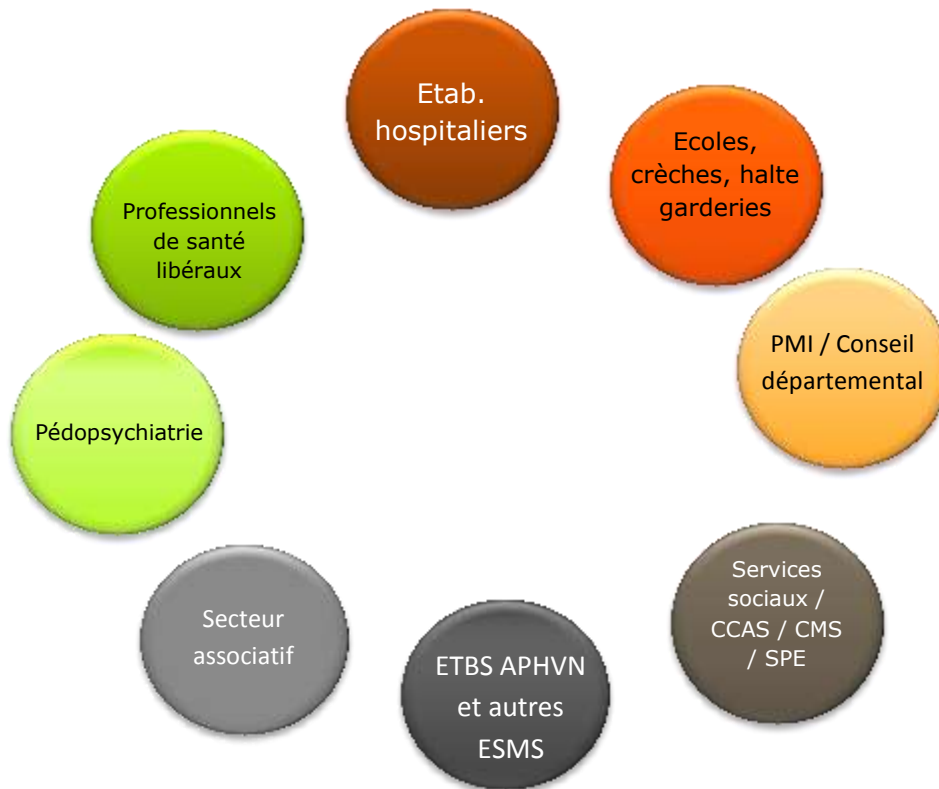 Etab.
hospitaliers
Ecoles,
crèches, halte
garderies
PMI / Conseil
départemental
Services
sociaux /
CCAS / CMS
/ SPE
ETBS APHVN
et autres
ESMS
Secteur
associatif
Pédopsychiatrie
Professionnels
de santé
libéraux